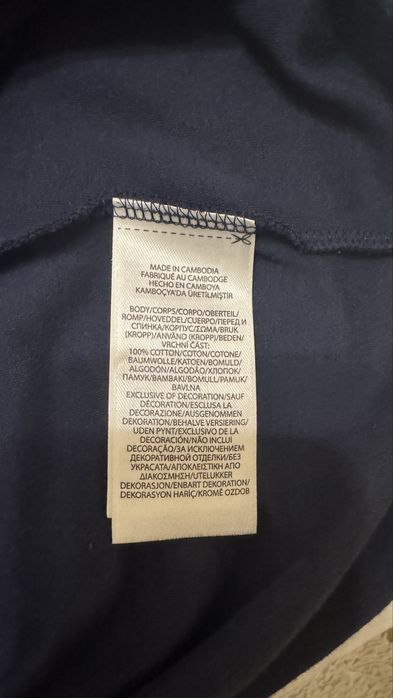 MADE IN CAMBODIA
FABRIQUÉ AU CAMBODGE
HECHO EN CAMBOYA
KAMBOÇYA'DA ÜRETİLMİŞTİR
BODY/CORPS/CORPO/OBERTEIL/
ROMP/HOVEDDEL/CUERPO/ПЕРЕД И
СПИНКА/КОРПУС/ΣΩΜΑ/BRUK
(KROPP)/ANVÄND (KROPP)/BEDEN/
VRCHNÍ ČÁST:
100% COTTON/COTON/COTONE/
BAUMWOLLE/KATOEN/BOMULD/
ALGODÓN/ALGODÃO/ХЛОПОК/
ПАМУК/ΒΑΜΒΑΚΙ/BOMULL/PAMUK/
BAVLNA
EXCLUSIVE OF DECORATION/SAUF
DÉCORATION/ESCLUSA LA
DECORAZIONE/AUSGENOMMEN
DEKORATION/BEHALVE VERSIERING/
UDEN PYNT/EXCLUSIVO DE LA
DECORACIÓN/NÃO INCLUI
DECORAÇÃO/ЗА ИСКЛЮЧЕНИЕМ
ДЕКОРАТИВНОЙ ОТДЕЛКИ/БЕЗ
УКРАСАТА/ΑΠΟΚΛΕΙΣΤΙΚΗ ΑΠΟ
ΔΙΑΚΟΣΜΗΣΗ/UTELUKKER
DEKORASJON/ENBART DEKORATION/
DEKORASYON HARİÇ/KROMĚ OZDOB